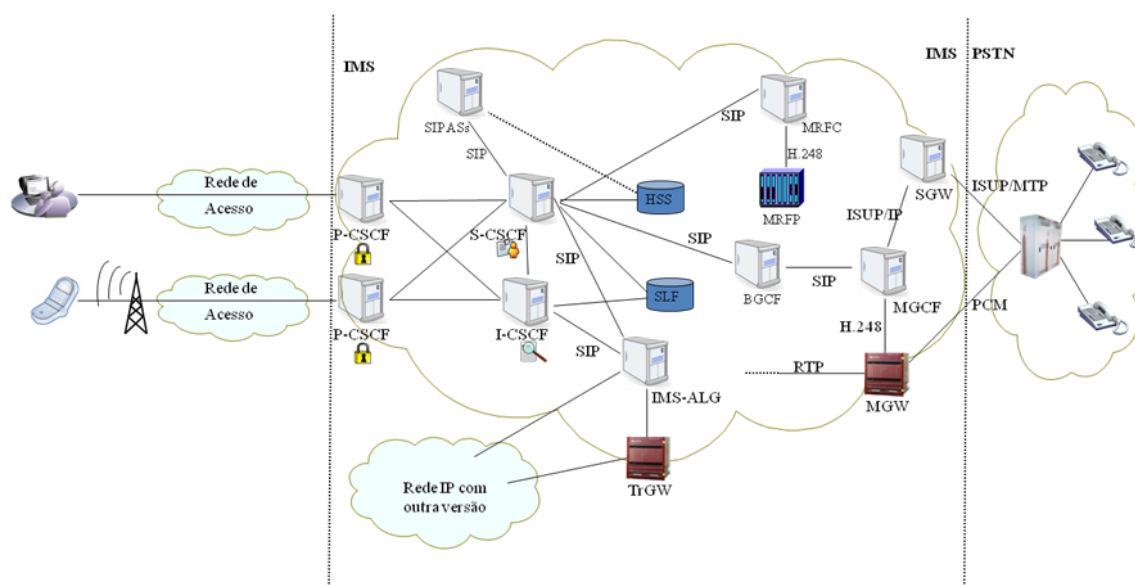 IMS
IMS
PSTN
SIPASs
SIP
SIP
MRFC
H.248
MRFP
SGW
ISUP/MTP
ISUP/IP
Rede de
Acesso
P-CSCF
S-CSCF
HSS
SIP
SIP
BGCF
SIP
MGCF
Rede de
Acesso
P-CSCF
I-CSCF
SLF
SIP
PCM
H.248
RTP
IMS-ALG
MGW
TrGW
Rede IP com
outra versão